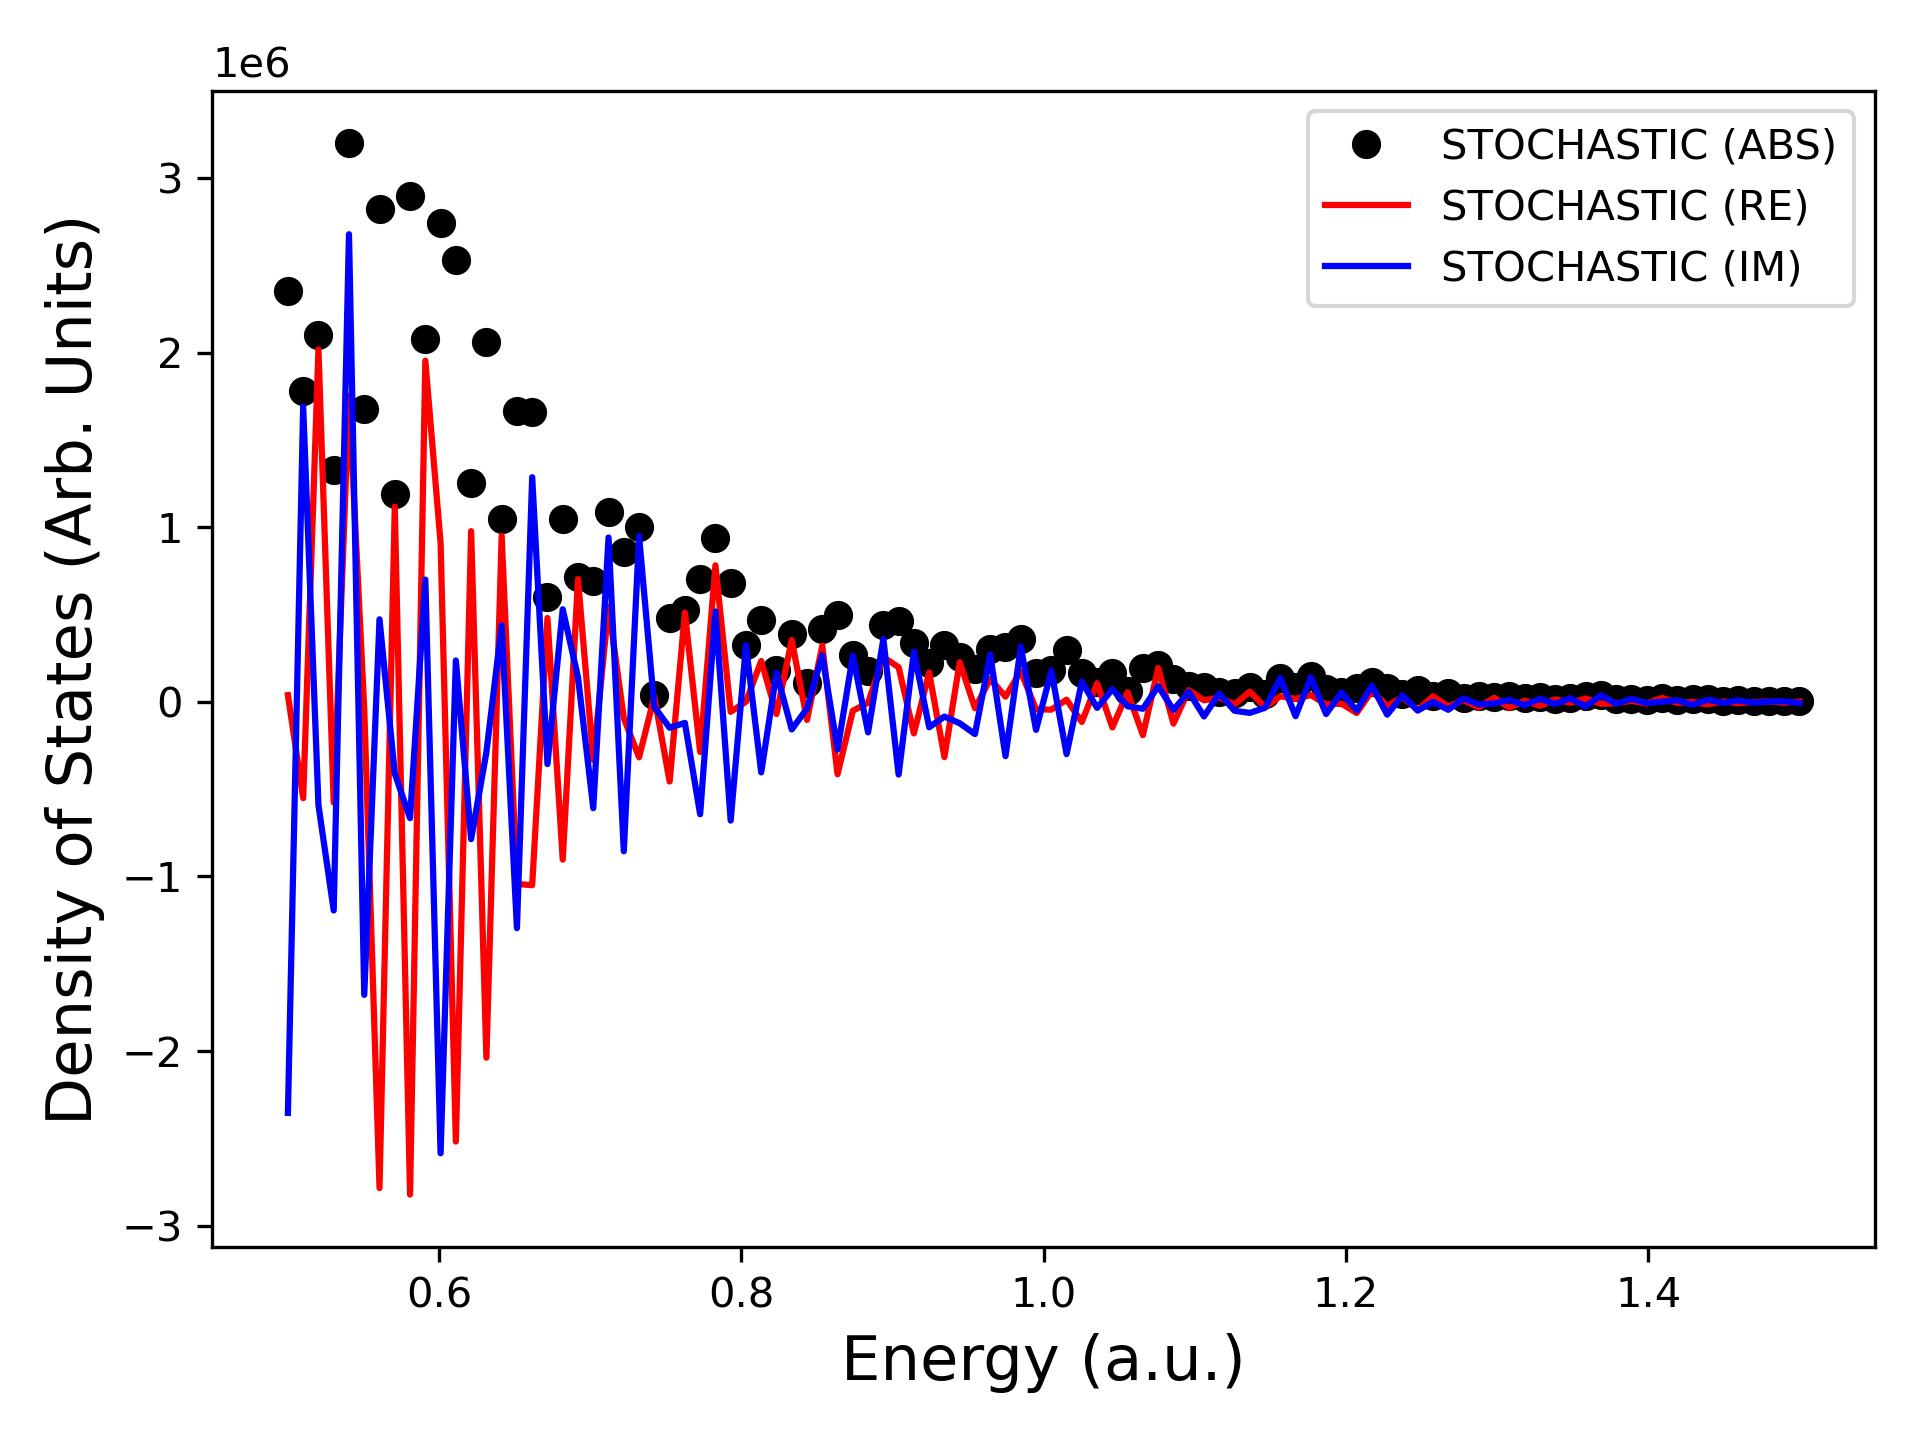 1e6
STOCHASTIC (ABS)
STOCHASTIC (RE)
STOCHASTIC (IM)
Density of States (Arb. Units)
3
2
1
0
−1
−2
−3
0.6 0.8 1.0 1.2 1.4
Energy (a.u.)